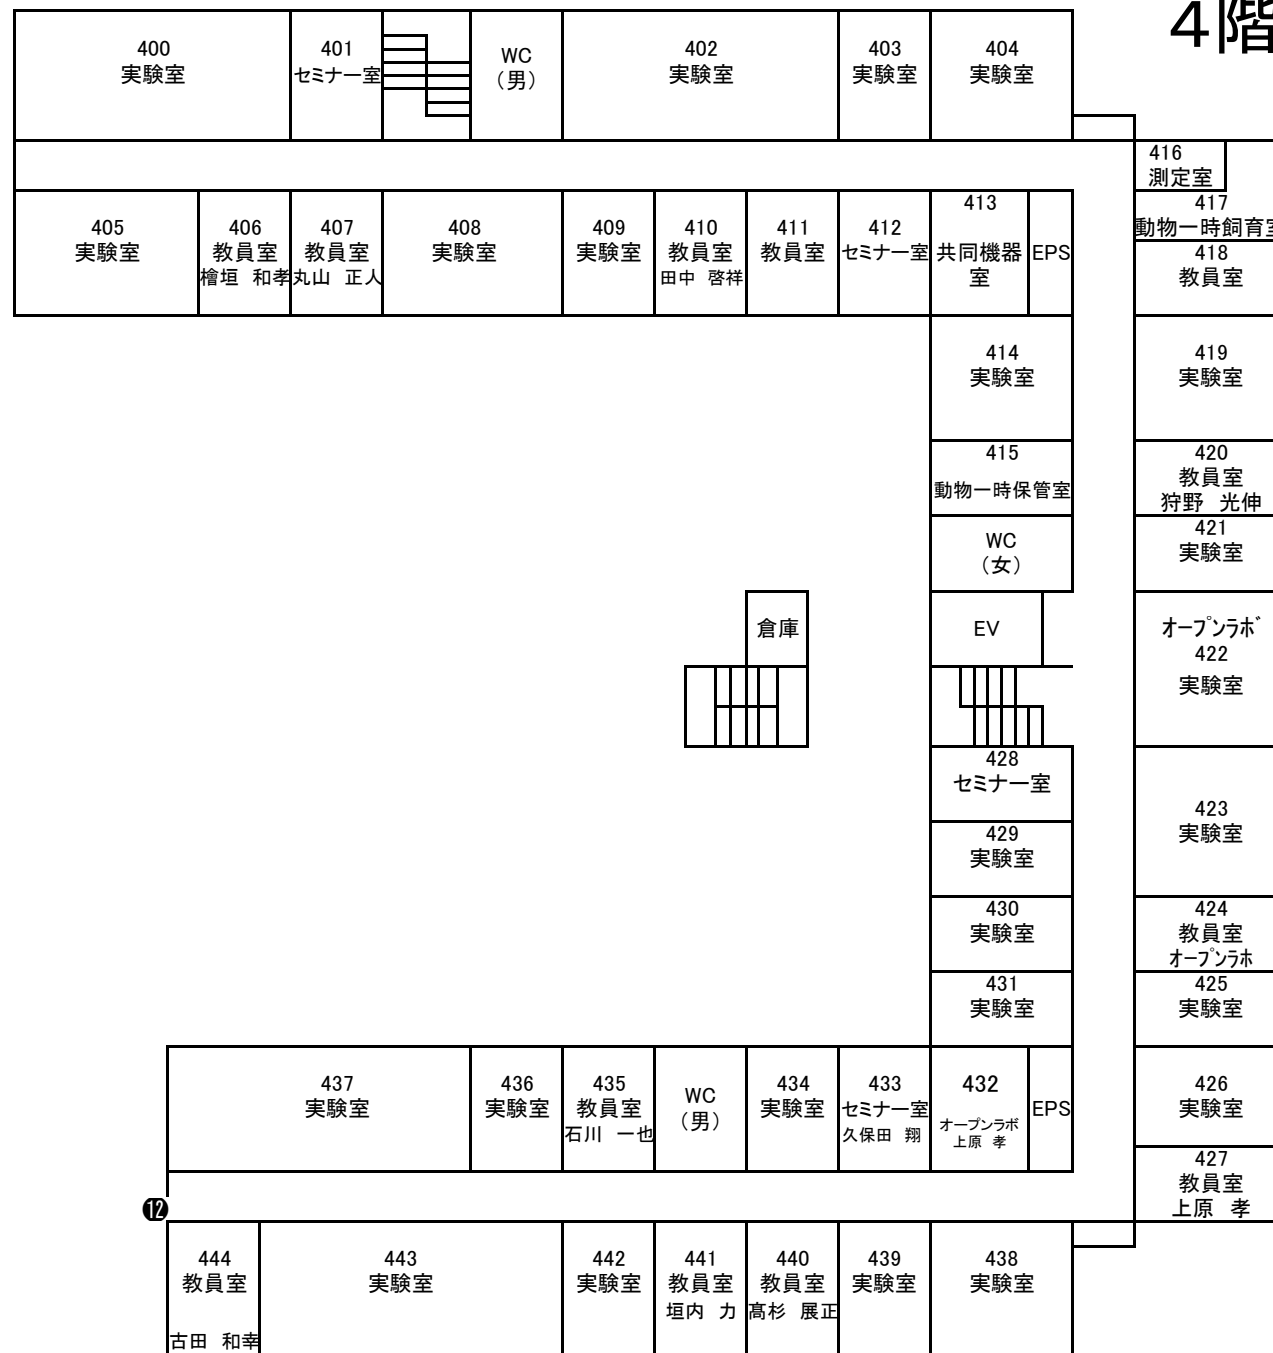 4階
400
実験室
401
セミナー室
WC
（男）
402
実験室
403
実験室
404
実験室
405
実験室
406
教員室
檜垣 和孝
407
教員室
丸山 正人
408
実験室
409
実験室
410
教員室
田中 啓祥
411
教員室
412
セミナー室
413
共同機器
室
EPS
416
測定室
417
動物一時飼育室
418
教員室
414
実験室
419
実験室
415
動物一時保管室
420
教員室
狩野 光伸
WC
（女）
421
実験室
倉庫
EV
オープンラボ
422
実験室
428
セミナー室
423
実験室
429
実験室
430
実験室
424
教員室
オープンラホ
431
実験室
425
実験室
437
実験室
436
実験室
435
教員室
石川 一也
WC
（男）
434
実験室
433
セミナー室
久保田 翔
432
オープンラボ
上原 孝
EPS
426
実験室
427
教員室
上原 孝
⓬
444
教員室
古田 和幸
443
実験室
442
実験室
441
教員室
垣内 力
440
教員室
髙杉 展正
439
実験室
438
実験室